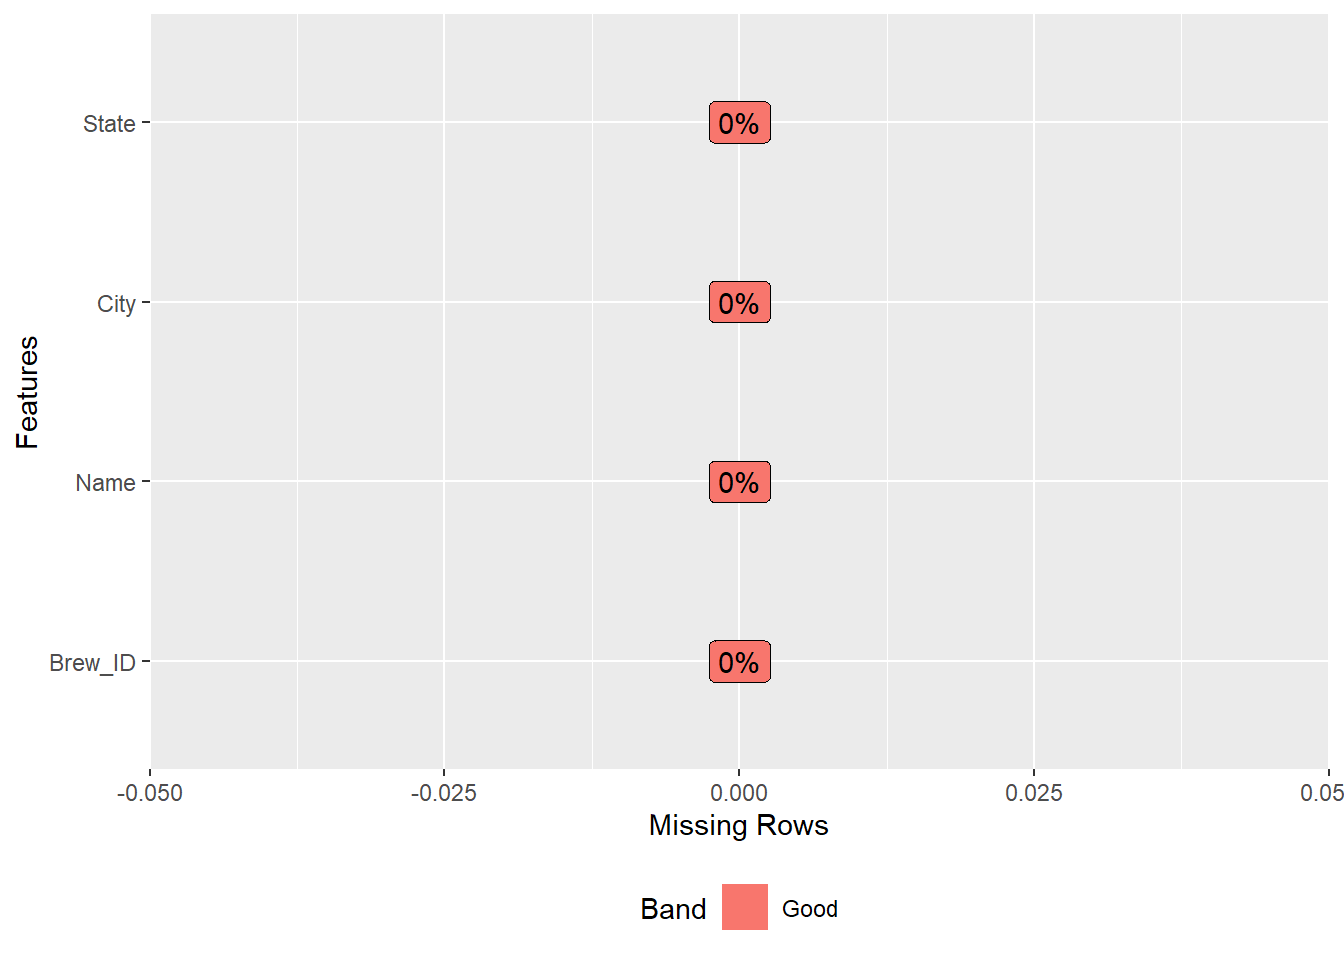 State 0%
City 0%
Features
Name 0%
Brew_ID 0%
-0.050 -0.025 0.000 0.025 0.05
Missing Rows
Band Good